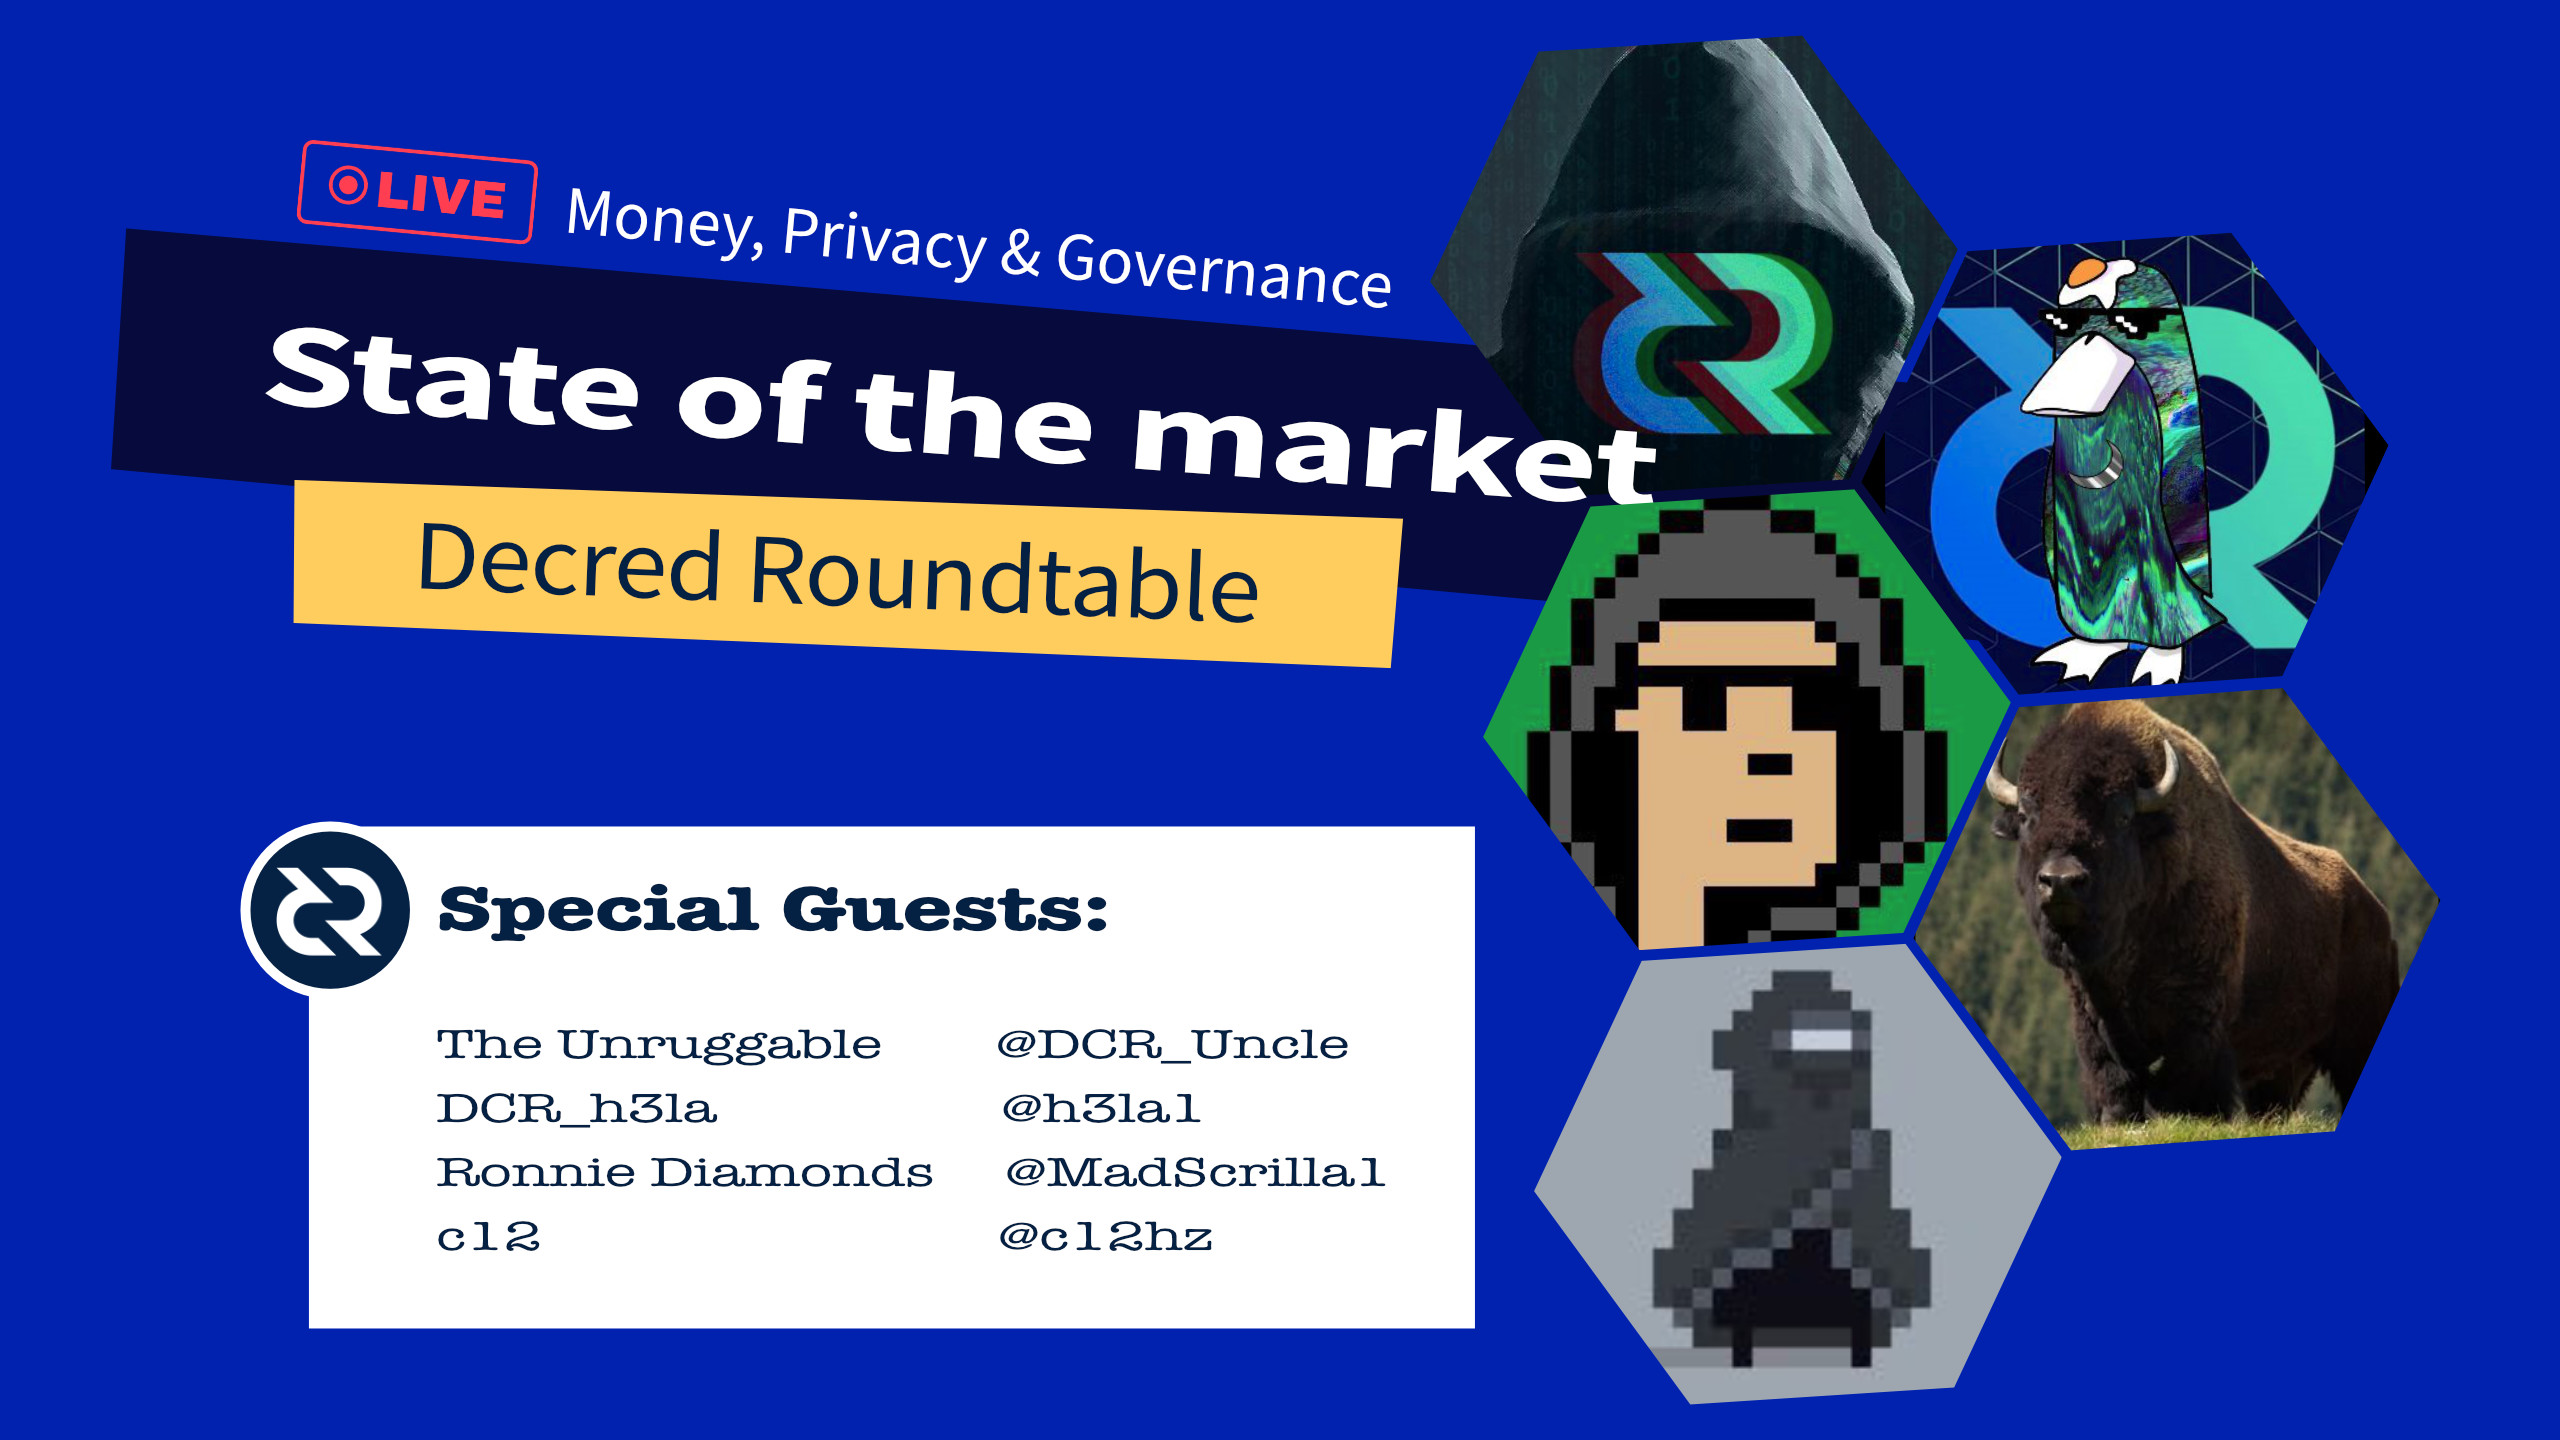 LIVE
Money, Privacy & Governance
State of the market
Decred Roundtable
Special Guests:
The Unruggable @DCR_Uncle
DCR_h3la @h3la1
Ronnie Diamonds @MadScrilla1
c12 @c12hz